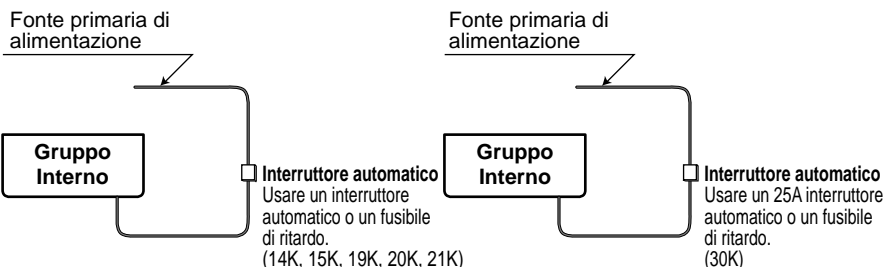 Fonte primaria di
alimentazione
Gruppo
Interno
Interruttore automatico
Usare un interruttore
automatico o un fusibile
di ritardo.
(14K, 15K, 19K, 20K, 21K)
Fonte primaria di
alimentazione
Gruppo
Interno
Interruttore automatico
Usare un 25A interruttore
automatico o un fusibile
di ritardo.
(30K)